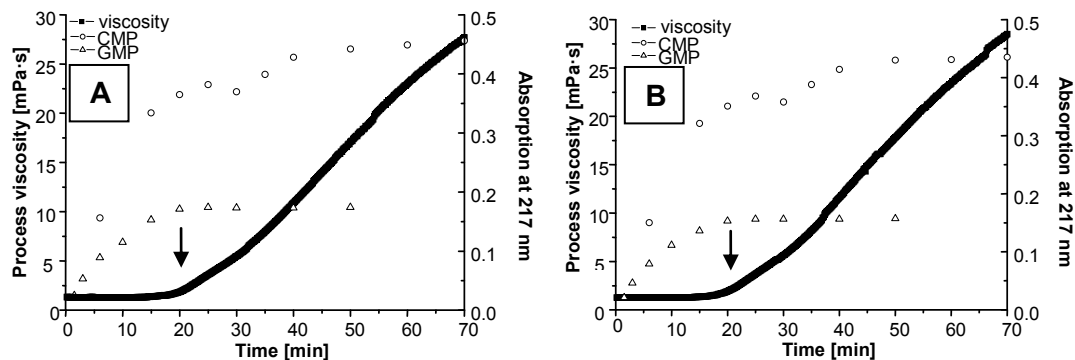 viscosity
CMP
GMP
A
Process viscosity [mPa·s]
30
25
20
15
10
5
0
0.5
0.4
0.3
0.2
0.1
0.0
Absorption at 217 nm
0 10 20 30 40 50 60 70
Time [min]
viscosity
CMP
GMP
B
Process viscosity [mPa·s]
30
25
20
15
10
5
0
0.5
0.4
0.3
0.2
0.1
0.0
Absorption at 217 nm
0 10 20 30 40 50 60 70
Time [min]